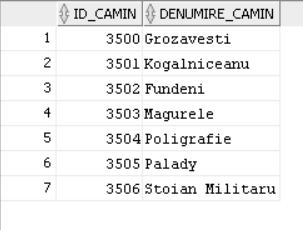 ID_CAMIN DENUMIRE_CAMIN
1 3500 Grozavesti
2 3501 Kogalniceanu
3 3502 Fundeni
4 3503 Magurele
5 3504 Poligrafie
6 3505 Palady
7 3506 Stoian Militaru